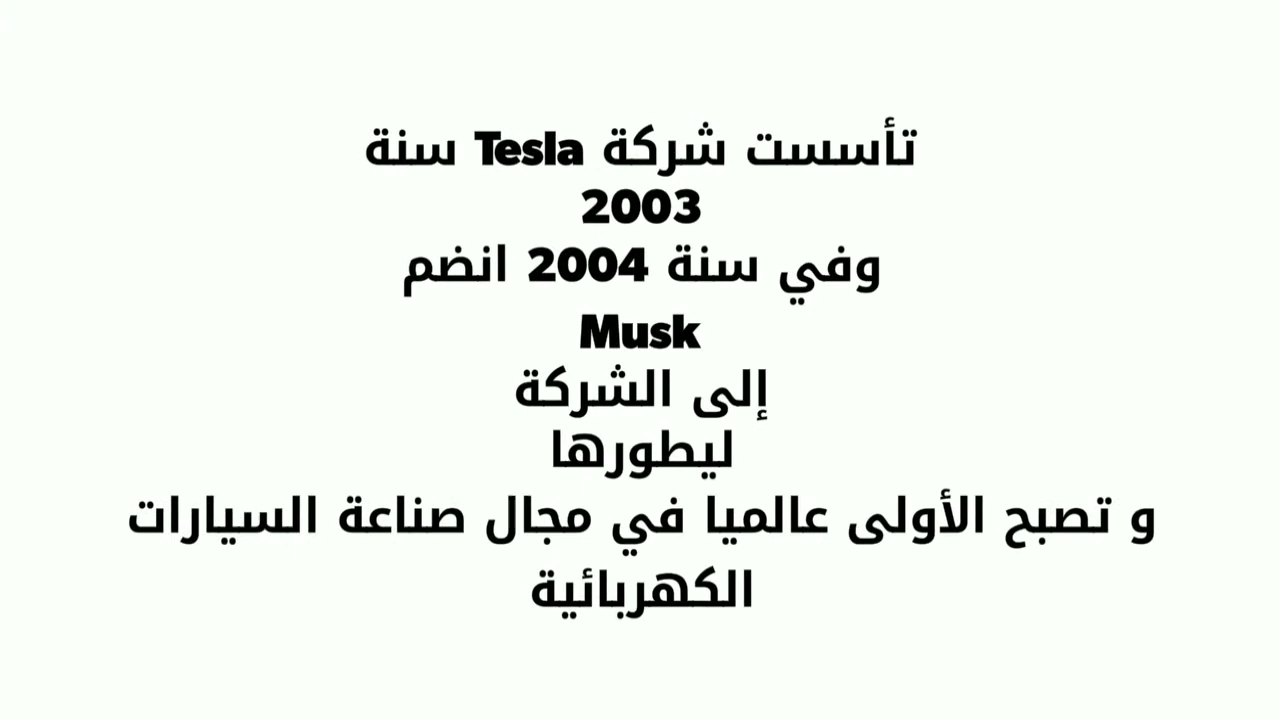 تأسست شركة Tesla سنة
2003
وفي سنة 2004 انضم
Musk
إلى الشركة
ليطورها
و تصبح الأولى عالميا في مجال صناعة السيارات
الكهربائية